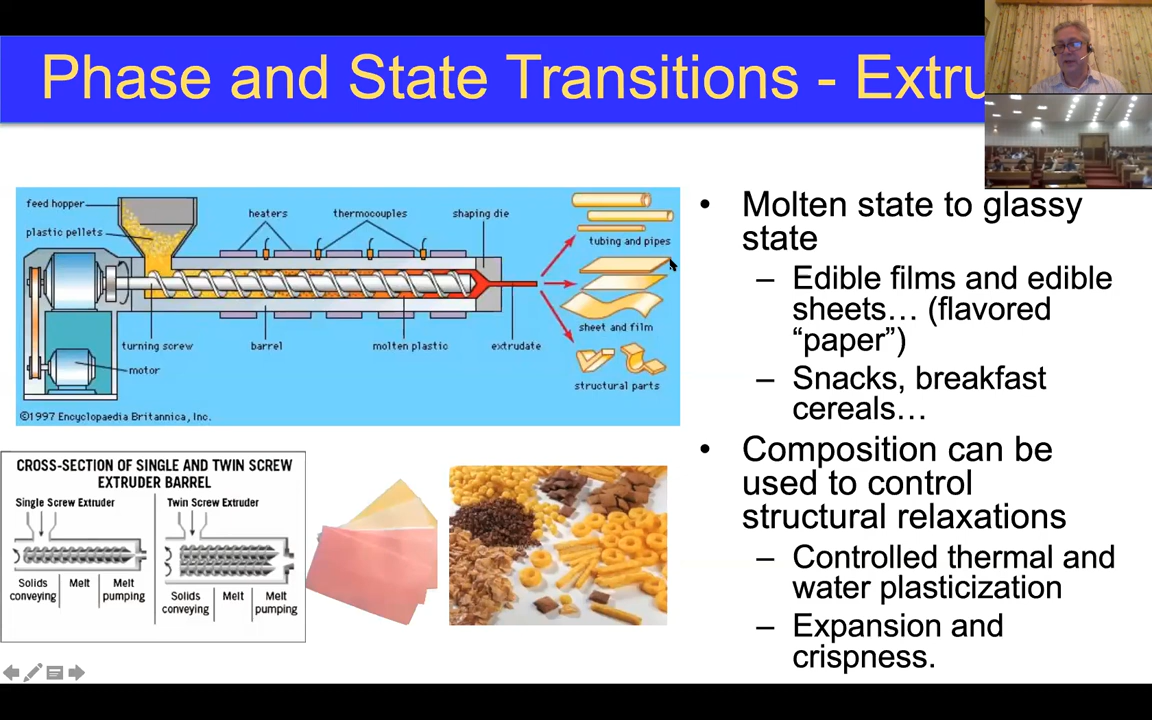 Phase and State Transitions - Extru
feed hopper
plastic pellets
heaters
thermocouples
shaping die
tubing and pipes
sheet and film
structural parts
turning screw
barrel
molten plastic
extrudate
motor
©1997 Encyclopaedia Britannica, Inc.
CROSS-SECTION OF SINGLE AND TWIN SCREW
EXTRUDER BARREL
Single Screw Extruder
Twin Screw Extruder
Solids
conveying
Melt
Melt
pumping
Solids
conveying
Melt
Melt
pumping
• Molten state to glassy
state
– Edible films and edible
sheets… (flavored
“paper”)
– Snacks, breakfast
cereals…
• Composition can be
used to control
structural relaxations
– Controlled thermal and
water plasticization
– Expansion and
crispness.